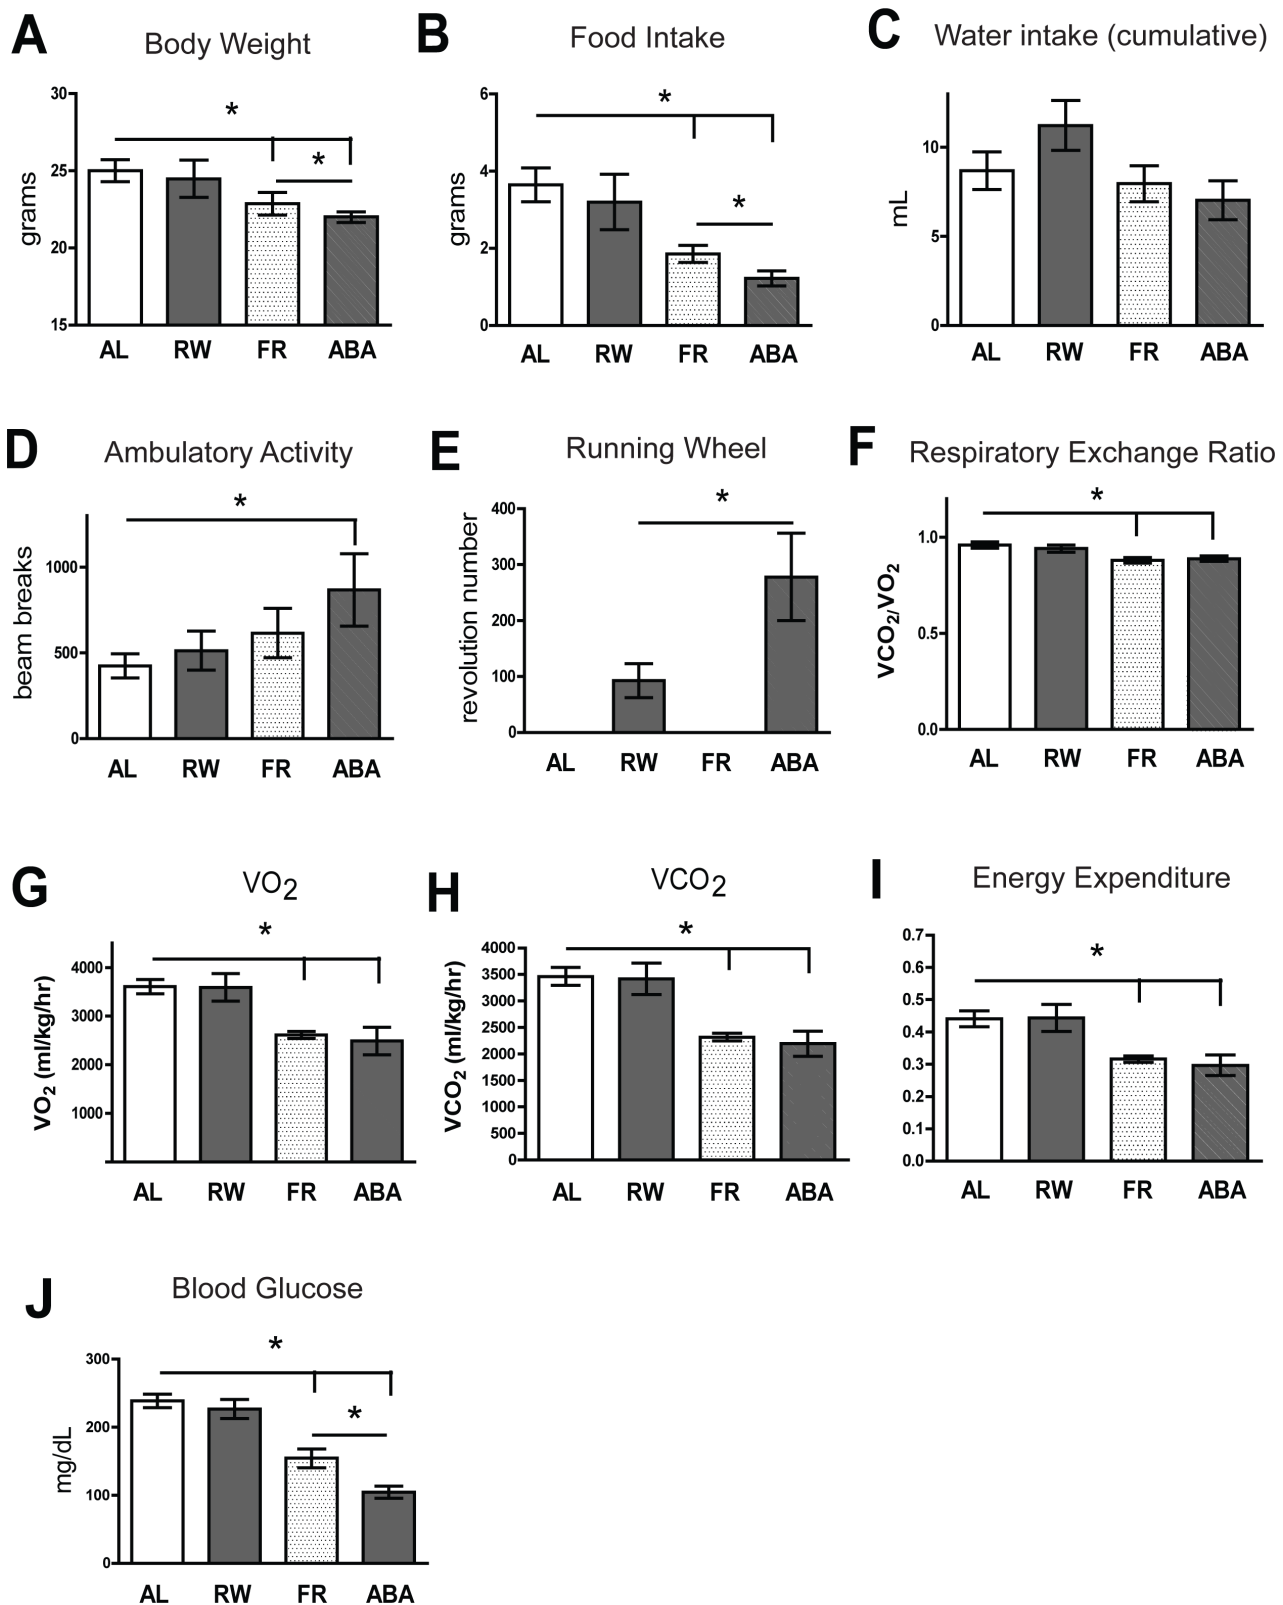 A Body Weight
B Food Intake
C Water intake (cumulative)
30
25
20
15
grams
*
*
AL RW FR ABA
6
4
2
0
grams
*
*
AL RW FR ABA
10
5
0
mL
AL RW FR ABA
D Ambulatory Activity
E Running Wheel
F Respiratory Exchange Ratio
1000
500
0
beam breaks
*
AL RW FR ABA
400
300
200
100
0
revolution number
*
AL RW FR ABA
1.0
0.5
0.0
VCO2/VO2
*
AL RW FR ABA
G VO2
H VCO2
I Energy Expenditure
4000
3000
2000
1000
VO2 (ml/kg/hr)
*
AL RW FR ABA
4000
3500
3000
2500
2000
1500
1000
500
0
VCO2 (ml/kg/hr)
*
AL RW FR ABA
0.7
0.6
0.5
0.4
0.3
0.2
0.1
0.0
*
AL RW FR ABA
J Blood Glucose
300
200
100
0
mg/dL
*
*
AL RW FR ABA